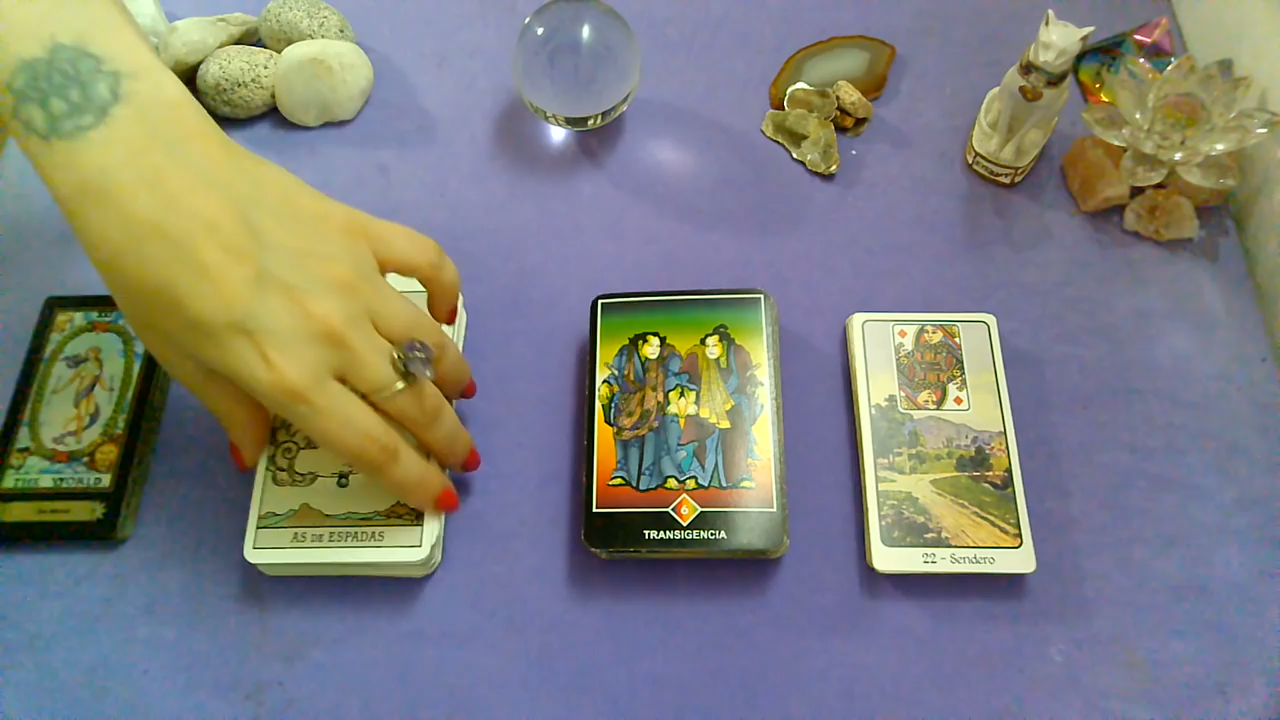 THE WORLD
AS DE ESPADAS
6
TRANSIGENCIA
22 - Sendero